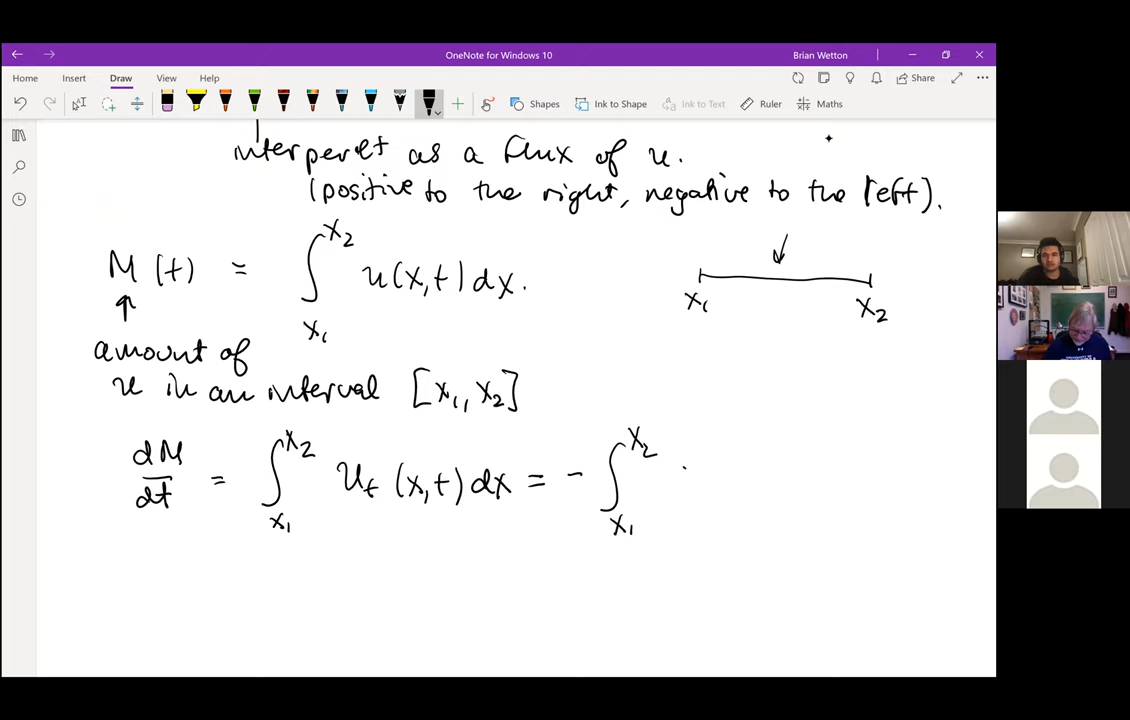 OneNote for Windows 10
Brian Wetton
Home Insert Draw View Help
Share
Shapes Ink to Shape Ink to Text Ruler Maths
interperet as a flux of u.
(positive to the right, negative to the left).
M(t) = ∫_{x₁}^{x₂} u(x,t) dx.
x₁ x₂
↑
amount of
u in an interval [x₁, x₂]
dM/dt = ∫_{x₁}^{x₂} u_t (x,t) dx = - ∫_{x₁}^{x₂}